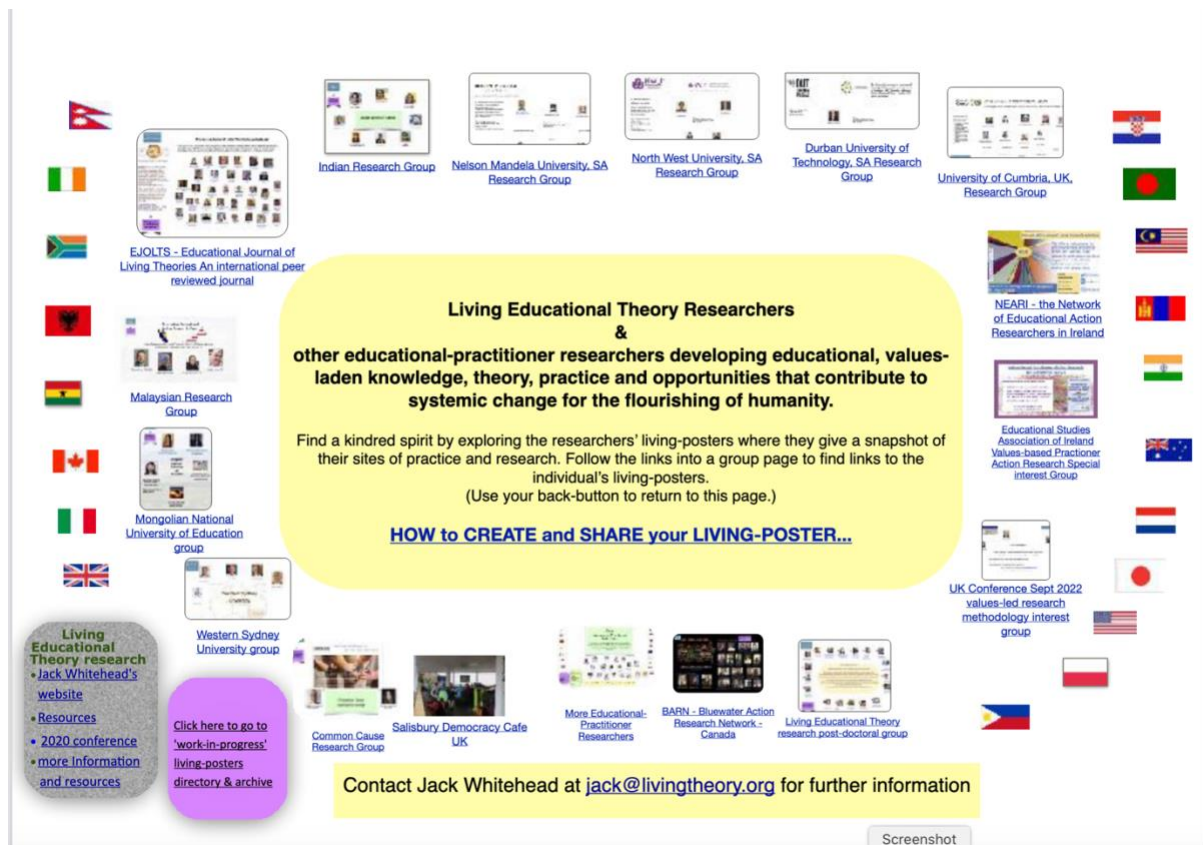 Indian Research Group
Nelson Mandela University, SA
Research Group
North West University, SA
Research Group
Durban University of
Technology, SA Research
Group
University of Cumbria, UK,
Research Group
EJOLTS - Educational Journal of
Living Theories An international peer
reviewed journal
NEARI - the Network
of Educational Action
Researchers in Ireland
Living Educational Theory Researchers
&
other educational-practitioner researchers developing educational, values-
laden knowledge, theory, practice and opportunities that contribute to
systemic change for the flourishing of humanity.
Find a kindred spirit by exploring the researchers' living-posters where they give a snapshot of
their sites of practice and research. Follow the links into a group page to find links to the
individual's living-posters.
(Use your back-button to return to this page.)
HOW to CREATE and SHARE your LIVING-POSTER...
Malaysian Research
Group
Educational Studies
Association of Ireland
Values-based Practioner
Action Research Special
interest Group
Mongolian National
University of Education
group
UK Conference Sept 2022
values-led research
methodology interest
group
Western Sydney
University group
Living
Educational
Theory research
Jack Whitehead's
website
Resources
2020 conference
more Information
and resources
Click here to go to
'work-in-progress'
living-posters
directory & archive
Common Cause
Research Group
Salisbury Democracy Cafe
UK
More Educational-
Practitioner
Researchers
BARN - Bluewater Action
Research Network -
Canada
Living Educational Theory
research post-doctoral group
Contact Jack Whitehead at jack@livingtheory.org for further information
Screenshot